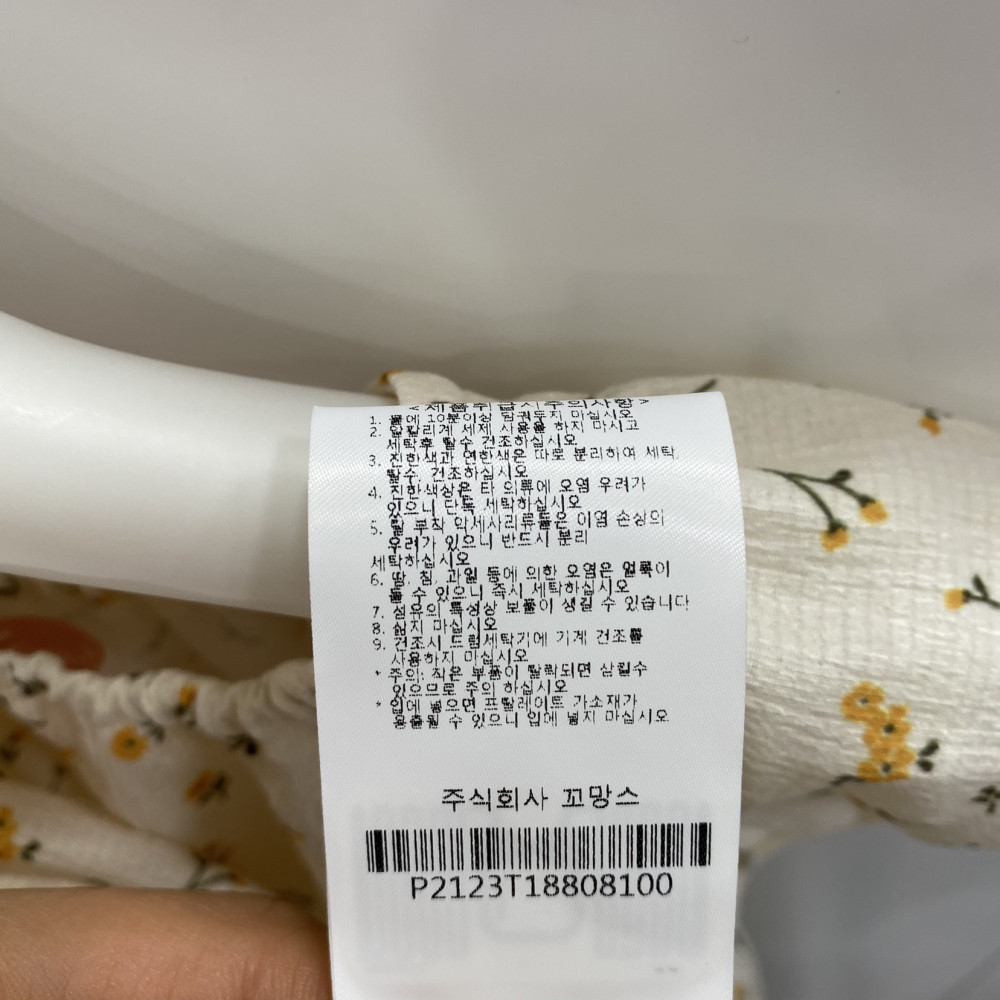 <제품취급시주의사항>
1. 물에 10분이상 담궈두지 마십시오
2. 알칼리계 세제 사용을 하지 마시고
세탁후 탈수 건조하십시오
3. 진한색과 연한색은 따로 분리하여 세탁
탈수 건조하십시오
4. 진한색상은 타 의류에 오염 우려가
있으니 단독 세탁하십시오
5. 탈 부착 악세사리류들은 이염 손상의
우려가 있으니 반드시 분리
세탁하십시오
6. 땀, 침, 과일 등에 의한 오염은 얼룩이
될 수 있으니 즉시 세탁하십시오
7. 섬유의 특성상 보풀이 생길 수 있습니다
8. 삶지 마십시오
9. 건조시 드럼세탁기에 기계 건조를
사용하지 마십시오
* 주의: 작은 부품이 탈락되면 삼킬수
있으므로 주의 하십시오
* 입에 넣으면 프탈레이트 가소재가
용출될 수 있으니 입에 넣지 마십시오
주식회사 꼬망스
P2123T18808100